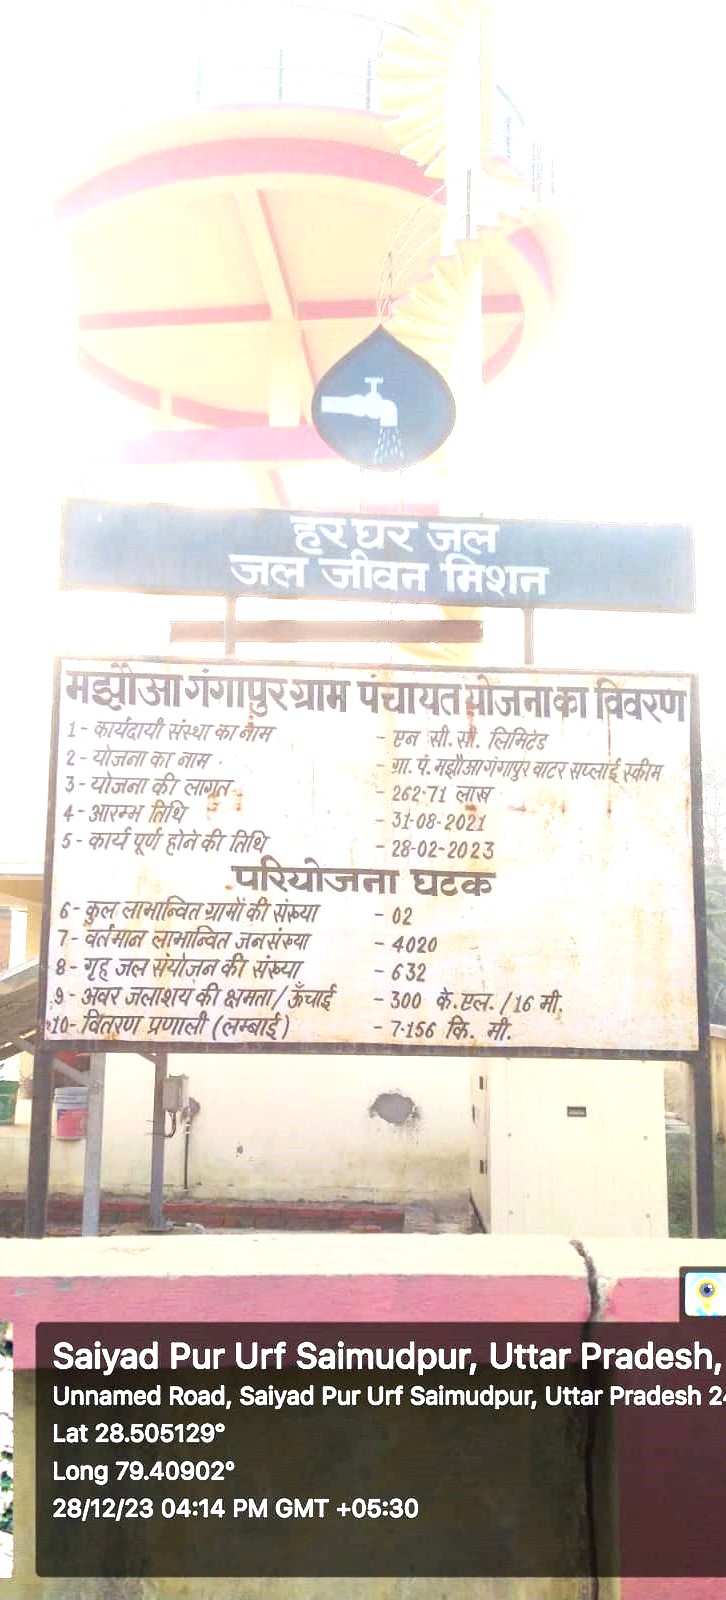 हर घर जल
जल जीवन मिशन
मझौआ गंगापुर ग्राम पंचायत योजना का विवरण
1- कार्यदायी संस्था का नाम - एन सी.सी. लिमिटेड
2- योजना का नाम - ग्रा. पं. मझौआ गंगापुर वाटर सप्लाई स्कीम
3- योजना की लागत - 262.71 लाख
4- आरम्भ तिथि - 31-08-2021
5- कार्य पूर्ण होने की तिथि - 28-02-2023
परियोजना घटक
6- कुल लाभान्वित ग्रामों की संख्या - 02
7- वर्तमान लाभान्वित जनसंख्या - 4020
8- गृह जल संयोजन की संख्या - 632
9- अवर जलाशय की क्षमता/ ऊँचाई - 300 के.एल. / 16 मी.
10- वितरण प्रणाली (लम्बाई) - 7.156 कि. मी.
Saiyad Pur Urf Saimudpur, Uttar Pradesh,
Unnamed Road, Saiyad Pur Urf Saimudpur, Uttar Pradesh 24
Lat 28.505129°
Long 79.40902°
28/12/23 04:14 PM GMT +05:30